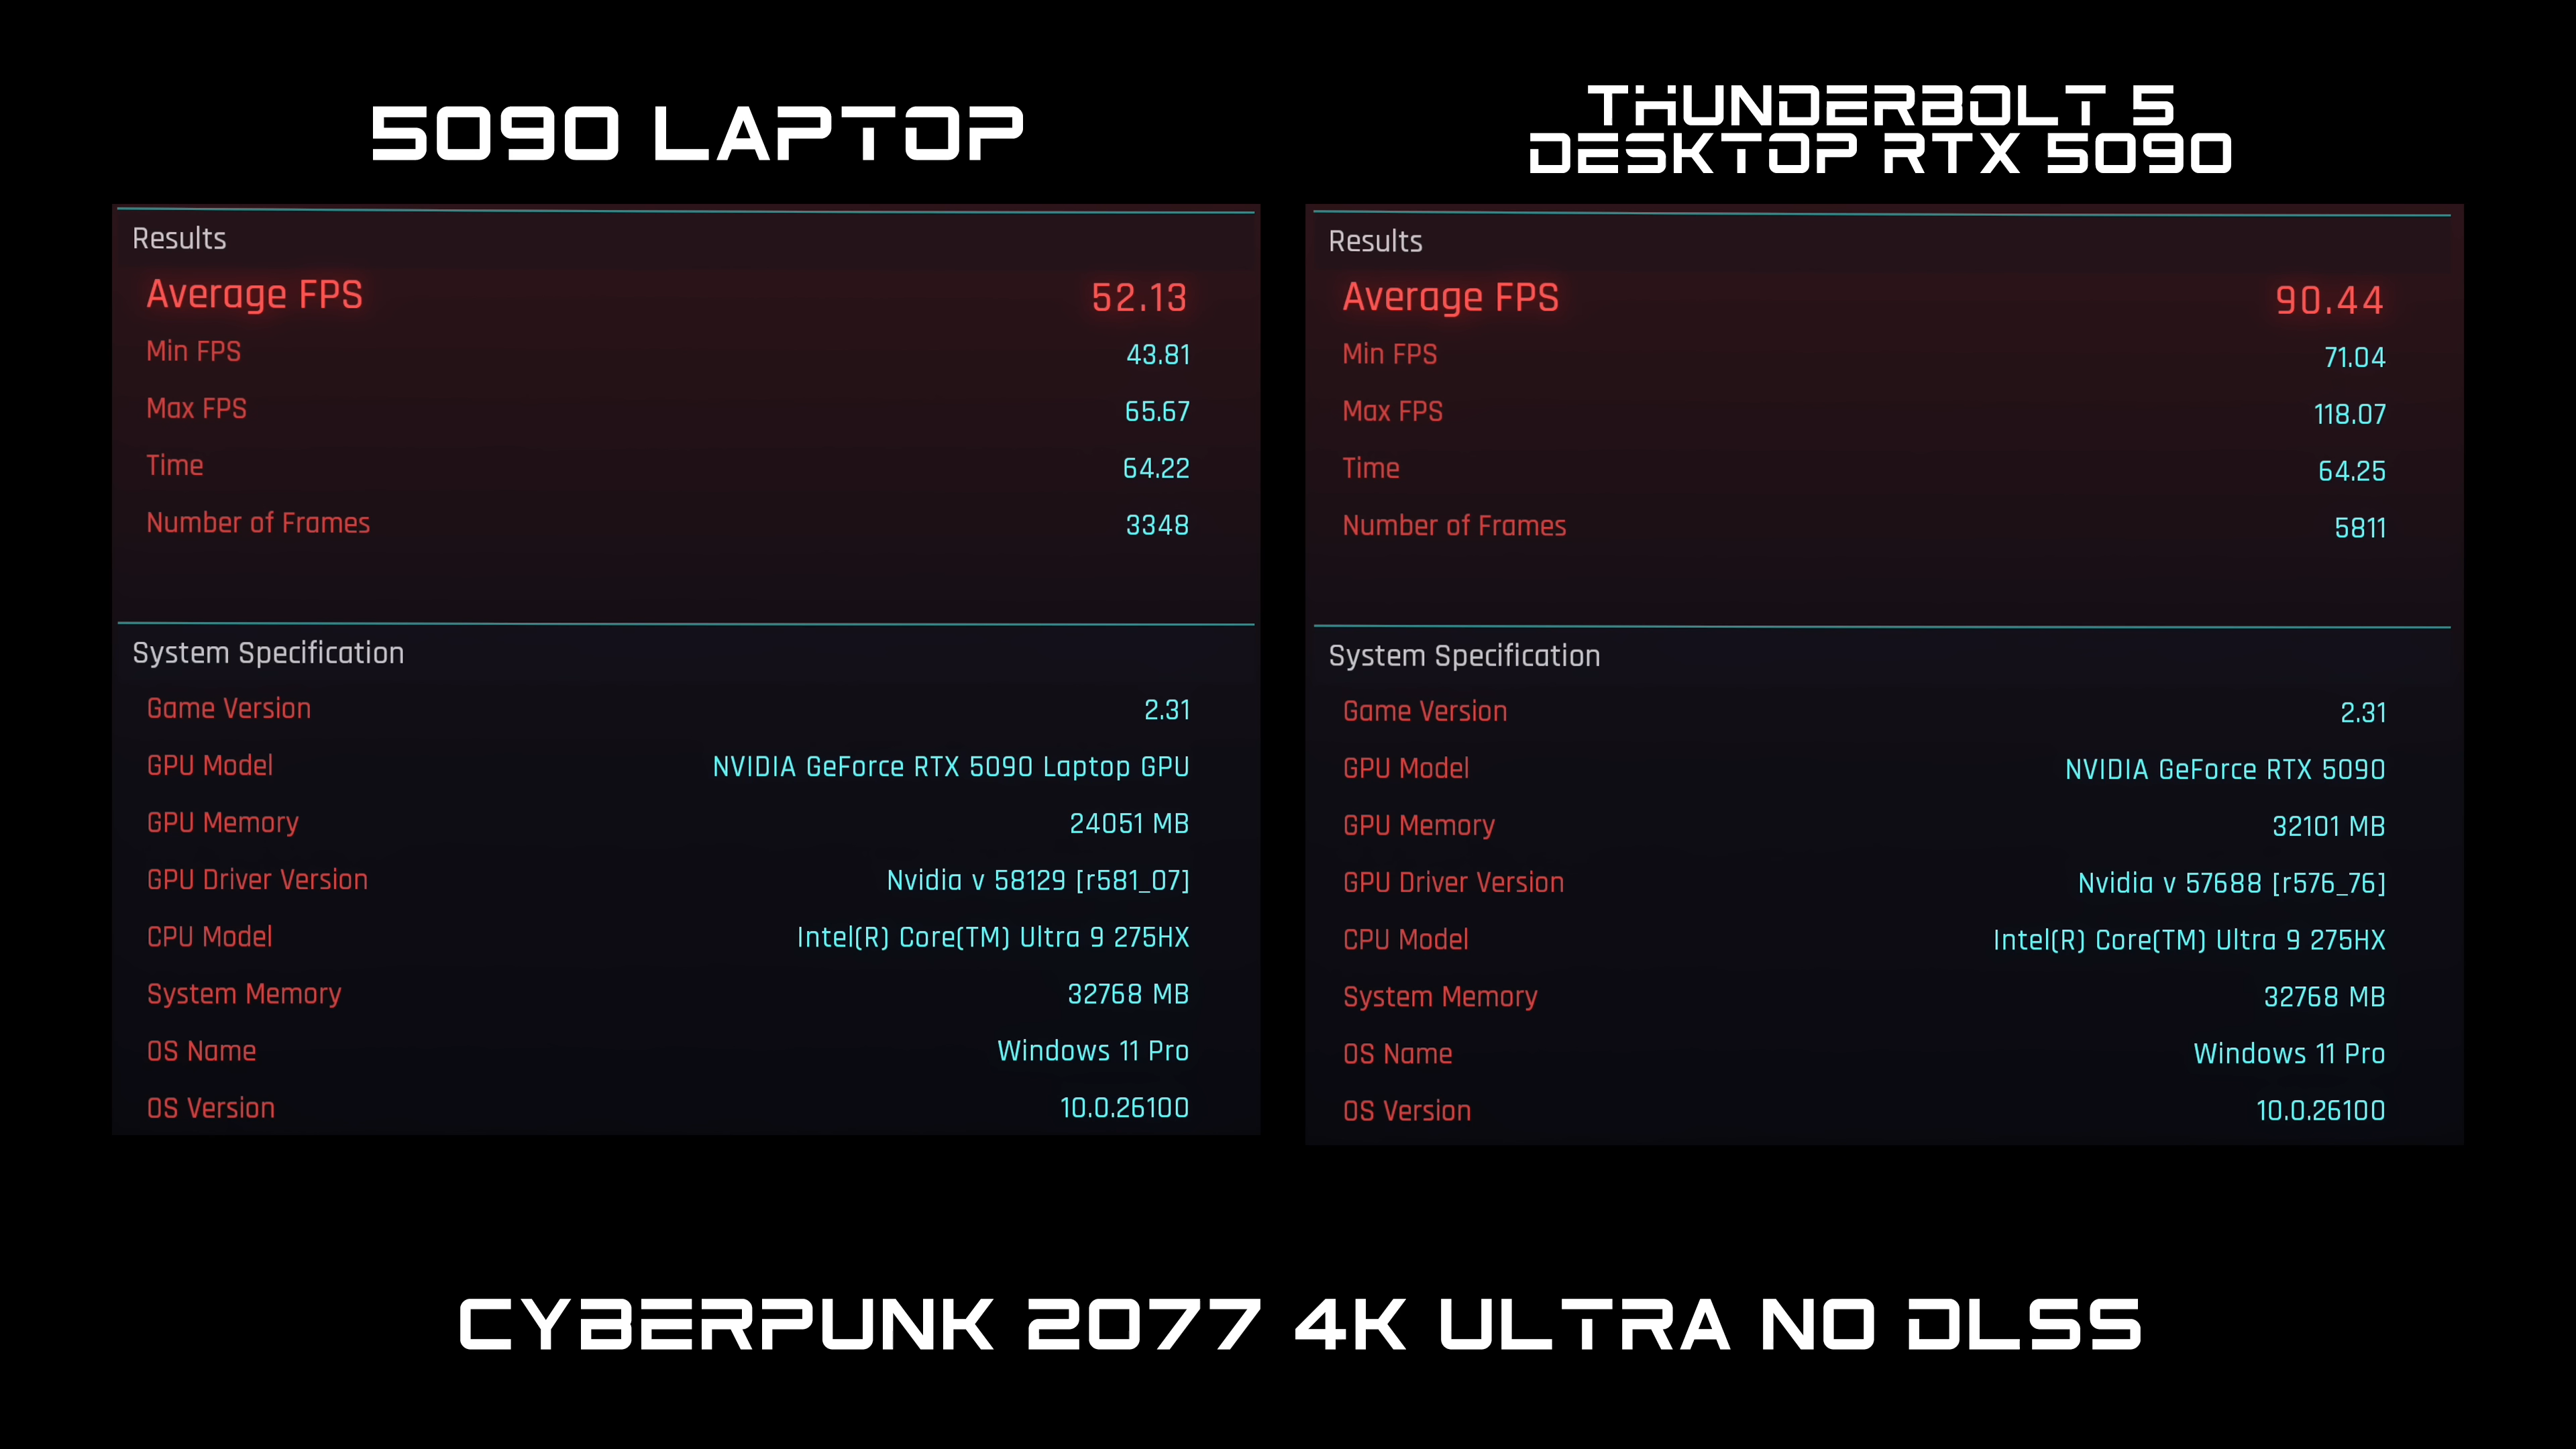 5090 LAPTOP
Results
Average FPS 52.13
Min FPS 43.81
Max FPS 65.67
Time 64.22
Number of Frames 3348
System Specification
Game Version 2.31
GPU Model NVIDIA GeForce RTX 5090 Laptop GPU
GPU Memory 24051 MB
GPU Driver Version Nvidia v 58129 [r581_07]
CPU Model Intel(R) Core(TM) Ultra 9 275HX
System Memory 32768 MB
OS Name Windows 11 Pro
OS Version 10.0.26100
THUNDERBOLT 5
DESKTOP RTX 5090
Results
Average FPS 90.44
Min FPS 71.04
Max FPS 118.07
Time 64.25
Number of Frames 5811
System Specification
Game Version 2.31
GPU Model NVIDIA GeForce RTX 5090
GPU Memory 32101 MB
GPU Driver Version Nvidia v 57688 [r576_76]
CPU Model Intel(R) Core(TM) Ultra 9 275HX
System Memory 32768 MB
OS Name Windows 11 Pro
OS Version 10.0.26100
CYBERPUNK 2077 4K ULTRA NO DLSS